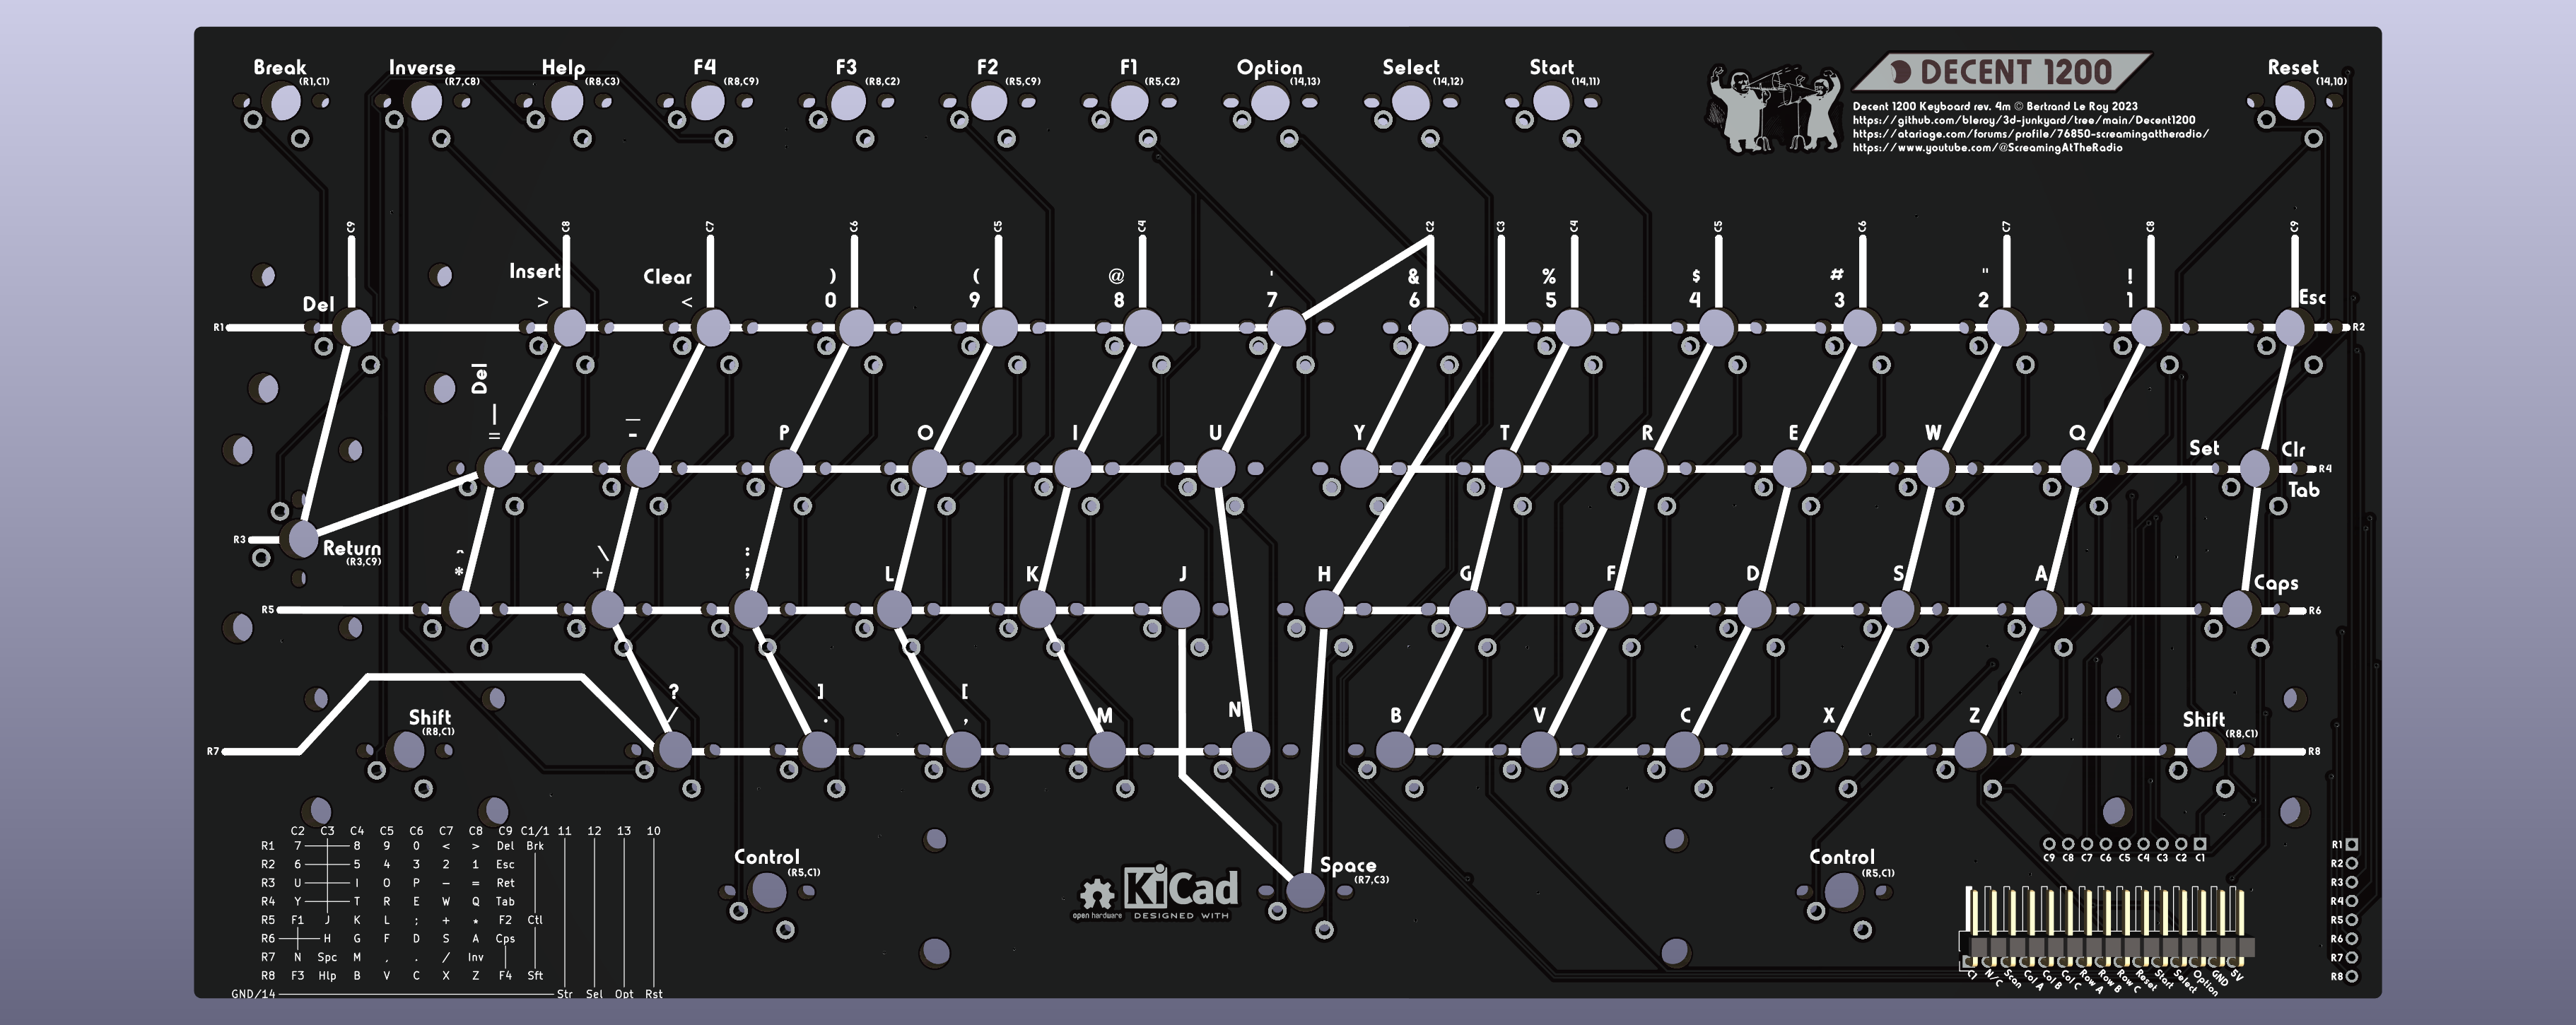 Break Inverse Help F4 F3 F2 F1 Option Select Start Reset
(R1,C1) (R7,C8) (R8,C3) (R8,C9) (R8,C2) (R5,C9) (R5,C2) (14,13) (14,12) (14,11) (14,10)
DECENT 1200
Decent 1200 Keyboard rev. 4m © Bertrand Le Roy 2023
https://github.com/bleroy/3d-junkyard/tree/main/Decent1200
https://atariage.com/forums/profile/76850-screamingattheradio/
https://www.youtube.com/@ScreamingAtTheRadio
C9 C8 C7 C6 C5 C4 C2 C3 C4 C5 C6 C7 C8 C9
Insert Clear ) ( @ ' & % $ # " !
Del > < 0 9 8 7 6 5 4 3 2 1 Esc
R1 R2
Del
| _ P O I U Y T R E W Q Set Clr
= - R4
Tab
R3 Return
(R3,C9)
^ \ : L K J H G F D S A Caps
* + ;
R5 R6
? ] [
/ . , M N B V C X Z Shift
(R8,C1)
Shift
(R8,C1)
R7 R8
C2 C3 C4 C5 C6 C7 C8 C9 C1/1 11 12 13 10
R1 7 8 9 0 < > Del Brk
R2 6 5 4 3 2 1 Esc
R3 U I O P - = Ret
R4 Y T R E W Q Tab
R5 F1 J K L ; + * F2 Ctl
R6 H G F D S A Cps
R7 N Spc M , . / Inv
R8 F3 Hlp B V C X Z F4 Sft
GND/14 Str Sel Opt Rst
Control
(R5,C1)
open hardware
KiCad
DESIGNED WITH
Space
(R7,C3)
Control
(R5,C1)
C9 C8 C7 C6 C5 C4 C3 C2 C1
R1
R2
R3
R4
R5
R6
R7
R8
C1 N/C Scan Col A Col B Col C Row A Row B Row C Reset Start Select Option GND 5V